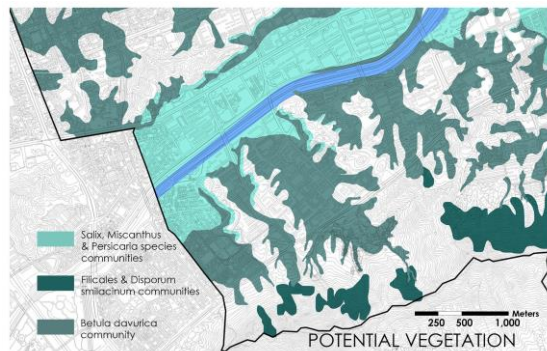 Salix, Miscanthus
& Persicaria species
communities
Filicales & Disporum
smilacinum communities
Betula davurica
community
Meters
250 500 1,000
POTENTIAL VEGETATION